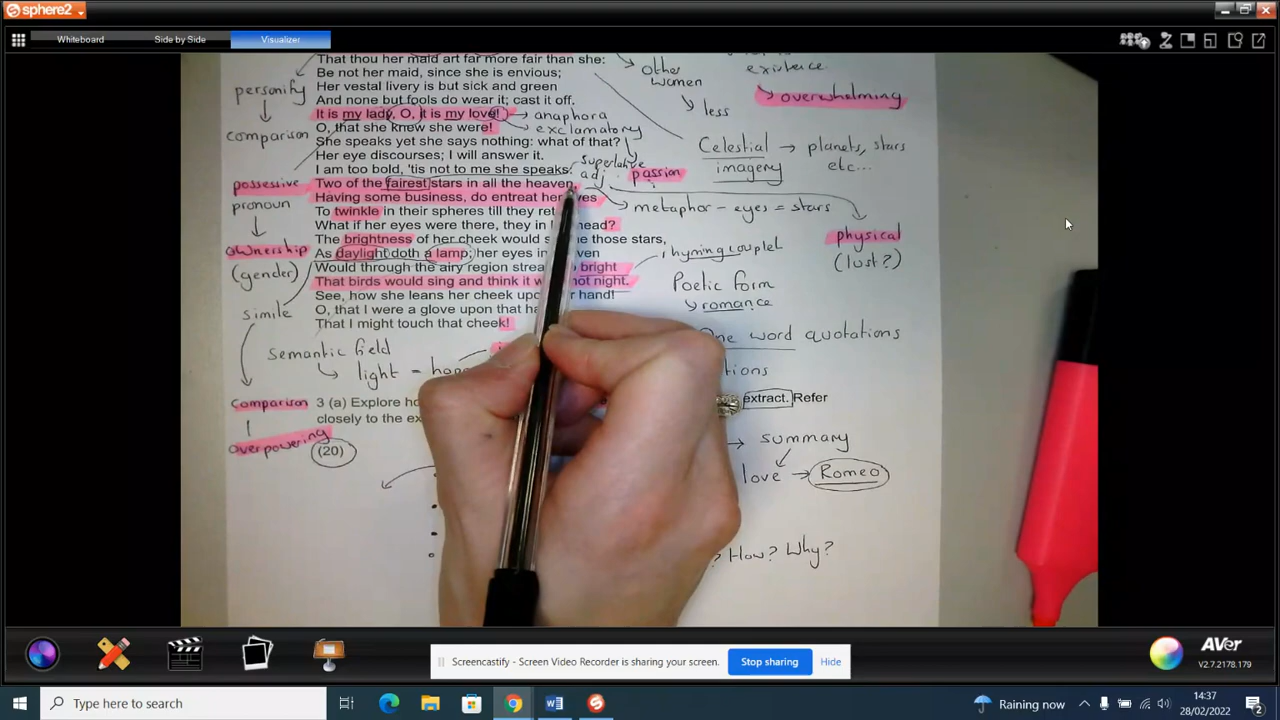 sphere2
Whiteboard
Side by Side
Visualizer
That thou her maid art far more fair than she:
Be not her maid, since she is envious;
Her vestal livery is but sick and green
And none but fools do wear it; cast it off.
It is my lady, O, it is my love!
O, that she knew she were!
She speaks yet she says nothing: what of that?
Her eye discourses; I will answer it.
I am too bold, 'tis not to me she speaks:
Two of the fairest stars in all the heaven,
Having some business, do entreat her eyes
To twinkle in their spheres till they
What if her eyes were there, they in head?
The brightness of her cheek would those stars,
As daylight doth a lamp; her eyes in
Would through the airy region bright
That birds would sing and think it not night.
See, how she leans her cheek hand!
O, that I were a glove upon that
That I might touch that cheek!
personify
comparison
possessive
pronoun
ownership
(gender)
simile
Comparison
overpowering
anaphora
exclamatory
superlative
adj
passion
metaphor - eyes = stars
rhyming couplet
other
women
less
existence
overwhelming
Celestial
imagery
planets, stars
etc...
physical
(lust?)
Poetic form
romance
One word quotations
semantic field
light =
3 (a) Explore
extract. Refer
closely to the
(20)
summary
love
Romeo
? How? Why?
Screencastify - Screen Video Recorder is sharing your screen.
Stop sharing
Hide
AVer
V2.7.2178.179
Type here to search
Raining now
14:37
28/02/2022
2